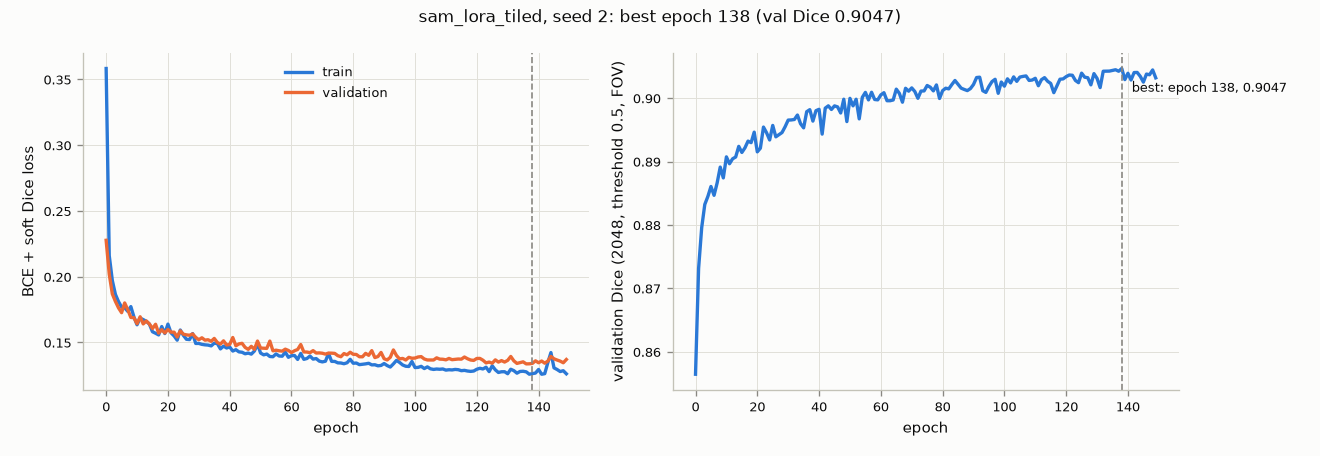 sam_lora_tiled, seed 2: best epoch 138 (val Dice 0.9047)
BCE + soft Dice loss
0.35
0.30
0.25
0.20
0.15
train
validation
0 20 40 60 80 100 120 140
epoch
validation Dice (2048, threshold 0.5, FOV)
0.90
0.89
0.88
0.87
0.86
best: epoch 138, 0.9047
0 20 40 60 80 100 120 140
epoch